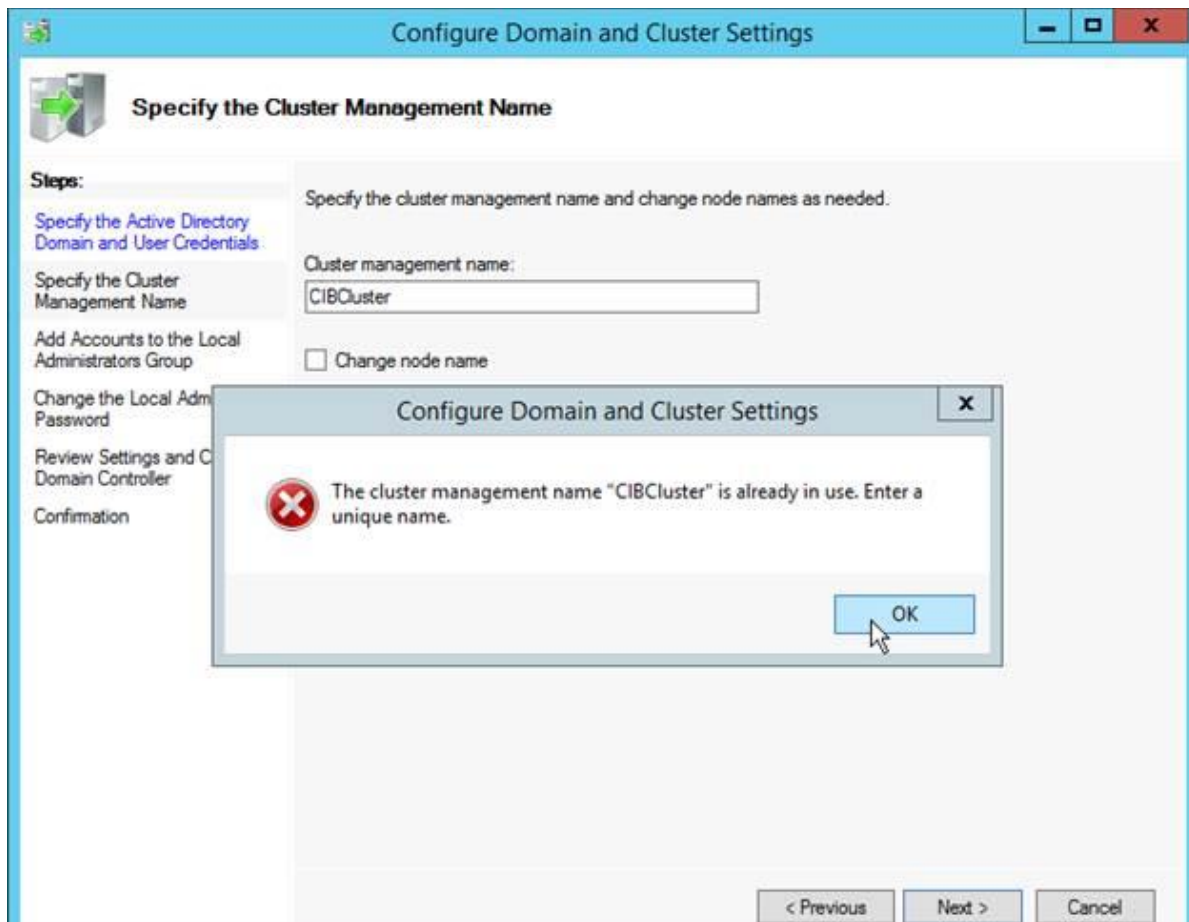 Configure Domain and Cluster Settings
Specify the Cluster Management Name
Steps:
Specify the Active Directory
Domain and User Credentials
Specify the Cluster
Management Name
Add Accounts to the Local
Administrators Group
Change the Local Adm
Password
Review Settings and C
Domain Controller
Confirmation
Specify the cluster management name and change node names as needed.
Cluster management name:
CIBCluster
Change node name
Configure Domain and Cluster Settings
x
The cluster management name "CIBCluster" is already in use. Enter a
unique name.
OK
< Previous
Next >
Cancel